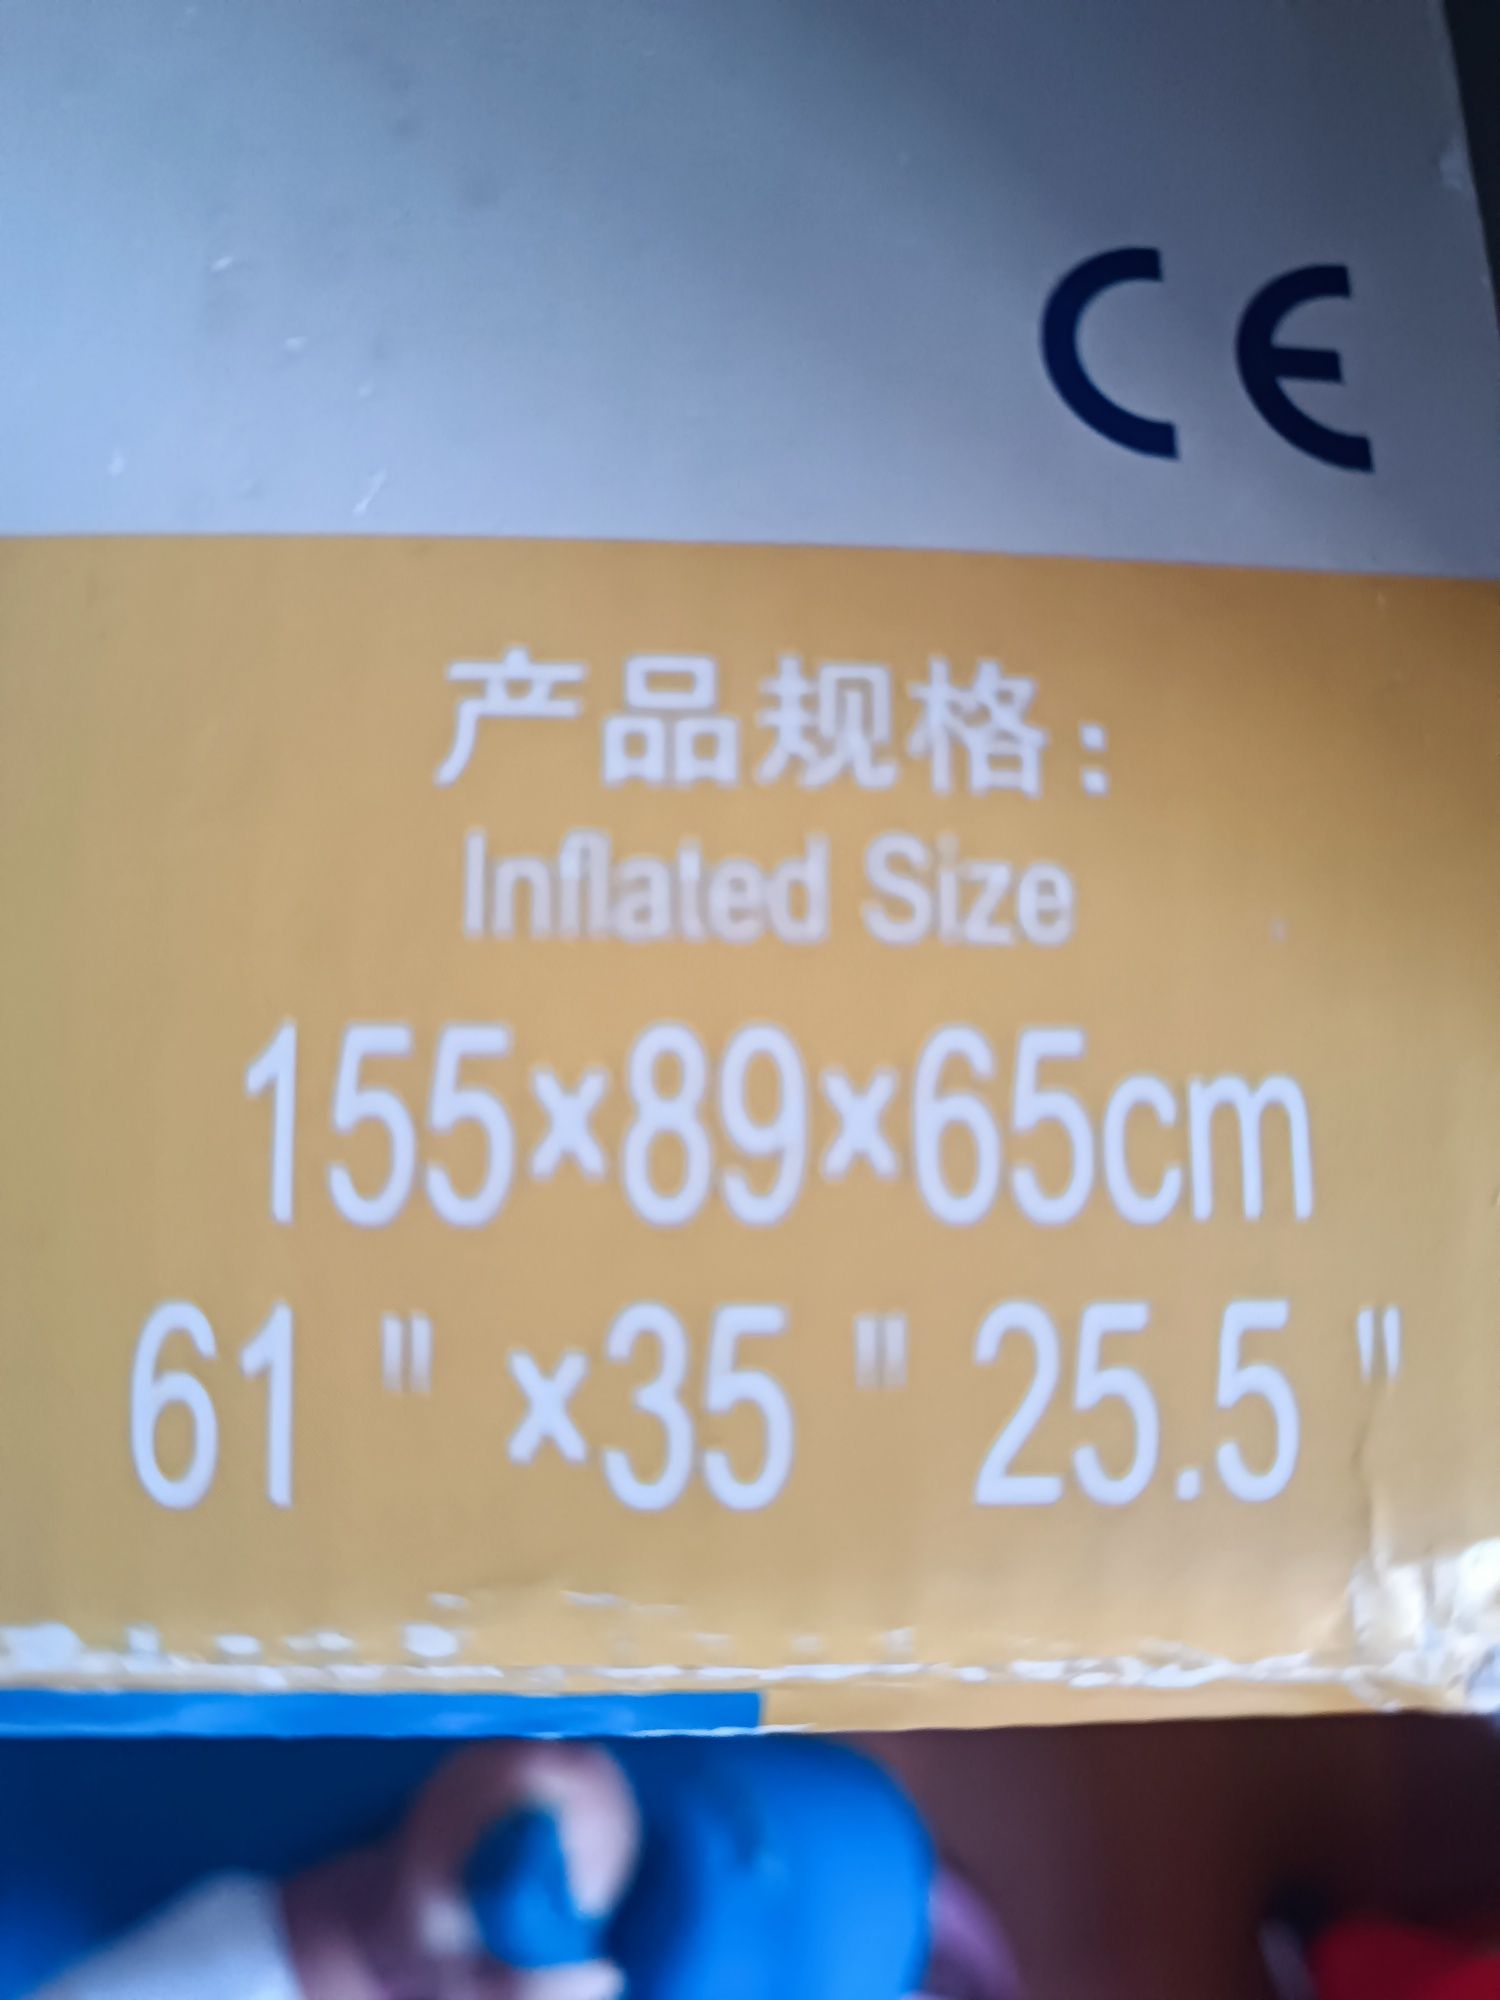 CE
产品规格：
Inflated Size
155×89×65cm
61 " ×35 " 25.5 "